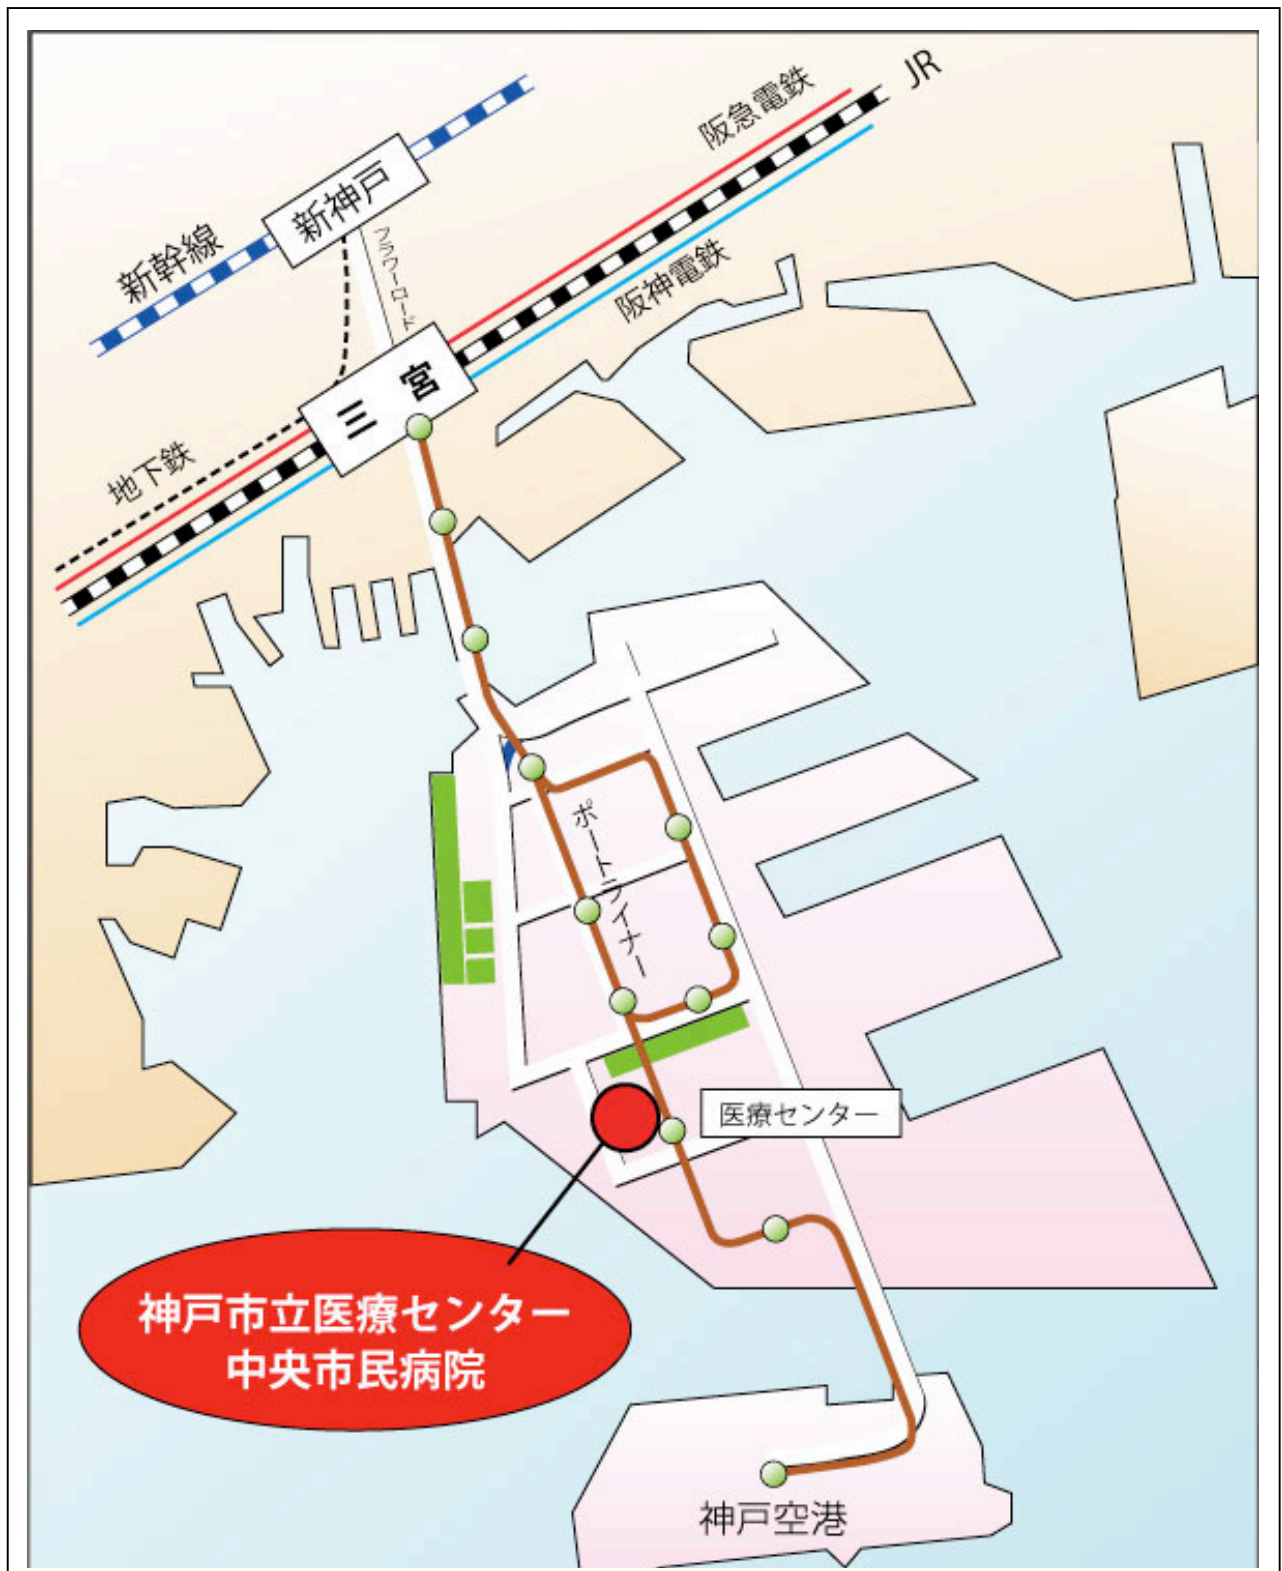 JR
阪急電鉄
新神戸
新幹線
フラワーロード
阪神電鉄
三宮
地下鉄
ポートライナー
医療センター
神戸市立医療センター
中央市民病院
神戸空港